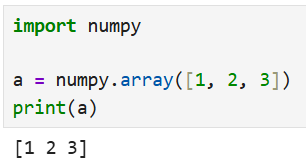 import numpy
a = numpy.array([1, 2, 3])
print(a)
[1 2 3]